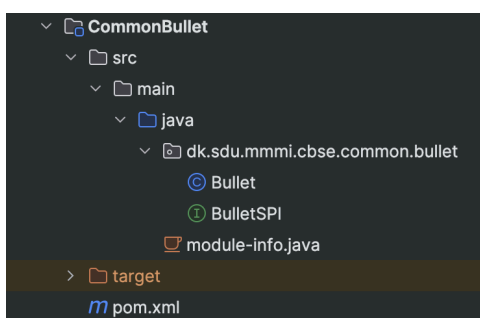 CommonBullet
src
main
java
dk.sdu.mmmi.cbse.common.bullet
C Bullet
I BulletSPI
module-info.java
target
m pom.xml